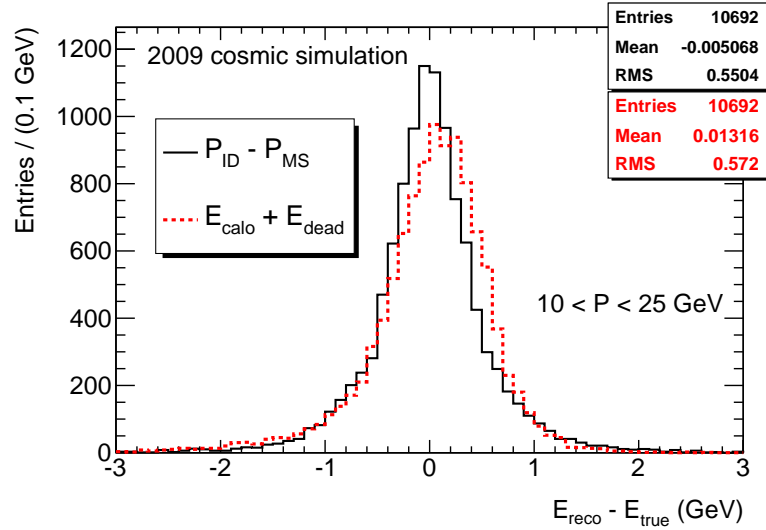 2009 cosmic simulation
Entries 10692
Mean -0.005068
RMS 0.5504
Entries 10692
Mean 0.01316
RMS 0.572
P_ID - P_MS
E_calo + E_dead
10 < P < 25 GeV
Entries / (0.1 GeV)
1200
1000
800
600
400
200
0
-3 -2 -1 0 1 2 3
E_reco - E_true (GeV)